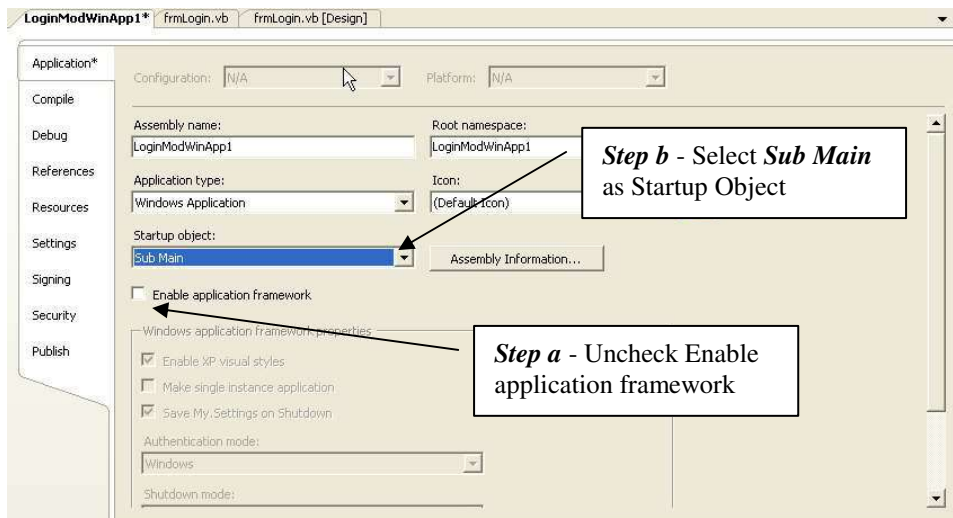 LoginModWinApp1* frmLogin.vb frmLogin.vb [Design]
Application*
Configuration: N/A Platform: N/A
Compile
Debug
References
Resources
Settings
Signing
Security
Publish
Assembly name: Root namespace:
LoginModWinApp1 LoginModWinApp1
Application type: Icon:
Windows Application (Default Icon)
Startup object:
Sub Main Assembly Information...
Enable application framework
Windows application framework properties
Enable XP visual styles
Make single instance application
Save My.Settings on Shutdown
Authentication mode:
Windows
Shutdown mode:
Step b - Select Sub Main
as Startup Object
Step a - Uncheck Enable
application framework